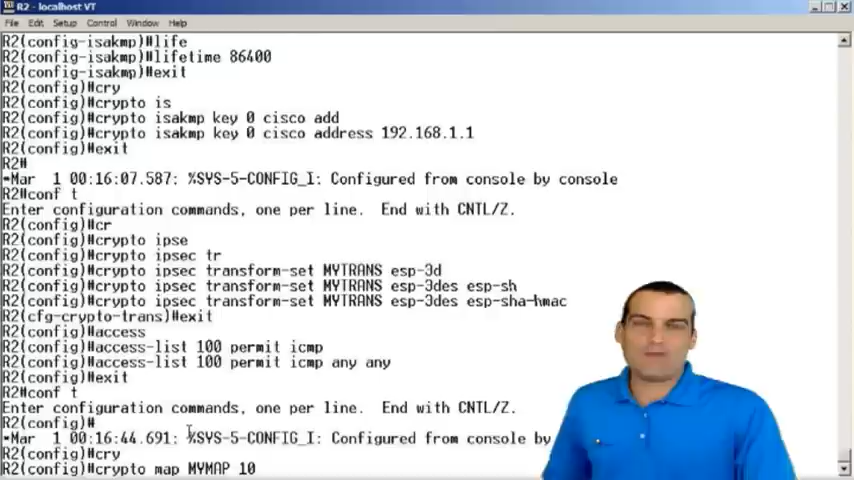 R2 - localhost VT
File Edit Setup Control Window Help
R2(config-isakmp)#life
R2(config-isakmp)#lifetime 86400
R2(config-isakmp)#exit
R2(config)#cry
R2(config)#crypto is
R2(config)#crypto isakmp key 0 cisco add
R2(config)#crypto isakmp key 0 cisco address 192.168.1.1
R2(config)#exit
R2#
*Mar  1 00:16:07.587: %SYS-5-CONFIG_I: Configured from console by console
R2#conf t
Enter configuration commands, one per line.  End with CNTL/Z.
R2(config)#cr
R2(config)#crypto ipse
R2(config)#crypto ipsec tr
R2(config)#crypto ipsec transform-set MYTRANS esp-3d
R2(config)#crypto ipsec transform-set MYTRANS esp-3des esp-sh
R2(config)#crypto ipsec transform-set MYTRANS esp-3des esp-sha-hmac
R2(cfg-crypto-trans)#exit
R2(config)#access
R2(config)#access-list 100 permit icmp
R2(config)#access-list 100 permit icmp any any
R2(config)#exit
R2#conf t
Enter configuration commands, one per line.  End with CNTL/Z.
R2(config)#
*Mar  1 00:16:44.691: %SYS-5-CONFIG_I: Configured from console by
R2(config)#cry
R2(config)#crypto map MYMAP 10